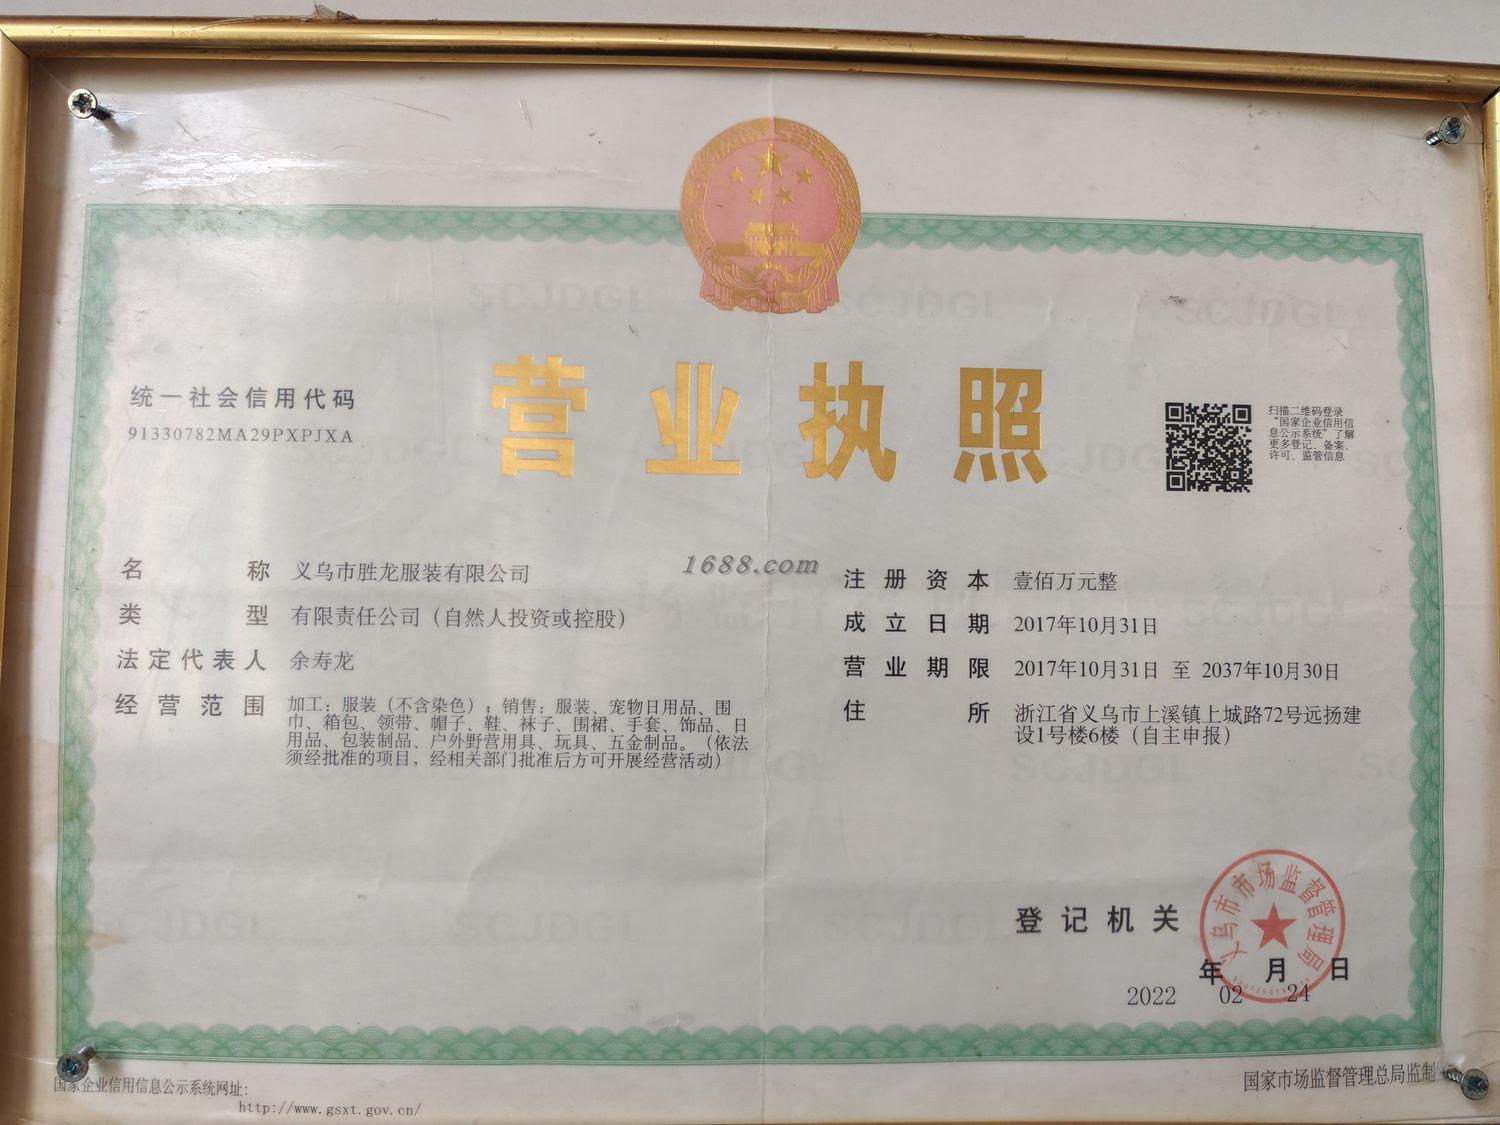 营业执照
统一社会信用代码
91330782MA29PXPJXA
扫描二维码登录
“国家企业信用信
息公示系统”了解
更多登记、备案、
许可、监管信息
1688.com
名称 义乌市胜龙服装有限公司
类型 有限责任公司（自然人投资或控股）
法定代表人 余寿龙
经营范围 加工：服装（不含染色）；销售：服装、宠物日用品、围
巾、箱包、领带、帽子、鞋、袜子、围裙、手套、饰品、日
用品、包装制品、户外野营用具、玩具、五金制品。（依法
须经批准的项目，经相关部门批准后方可开展经营活动）
注册资本 壹佰万元整
成立日期 2017年10月31日
营业期限 2017年10月31日 至 2037年10月30日
住所 浙江省义乌市上溪镇上城路72号远扬建
设1号楼6楼（自主申报）
登记机关
义乌市市场监督管理局
年 月 日
2022 02 24
国家企业信用信息公示系统网址：
http://www.gsxt.gov.cn/
国家市场监督管理总局监制
SCJDGL